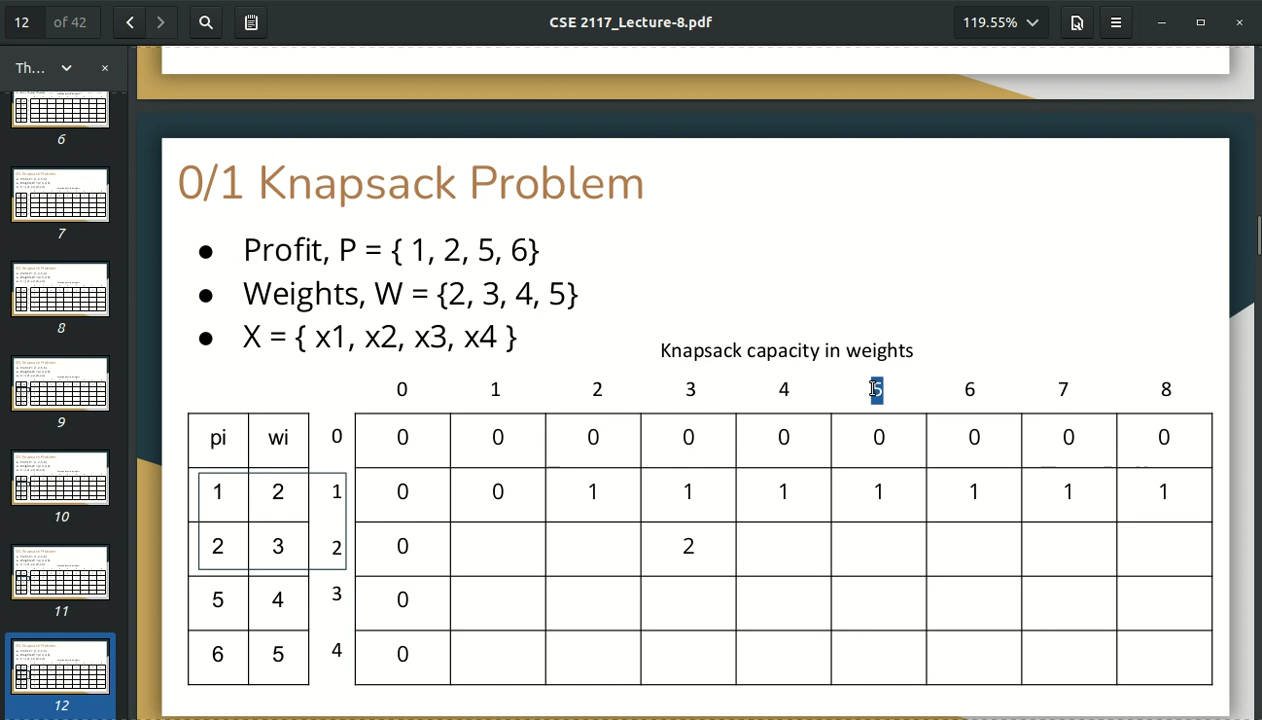 12 of 42
CSE 2117_Lecture-8.pdf
119.55%
Th...
6
7
8
9
10
11
12
0/1 Knapsack Problem
● Profit, P = { 1, 2, 5, 6}
● Weights, W = {2, 3, 4, 5}
● X = { x1, x2, x3, x4 }
Knapsack capacity in weights
0 1 2 3 4 5 6 7 8
pi wi 0 0 0 0 0 0 0 0 0 0
1 2 1 0 0 1 1 1 1 1 1 1
2 3 2 0 2
5 4 3 0
6 5 4 0